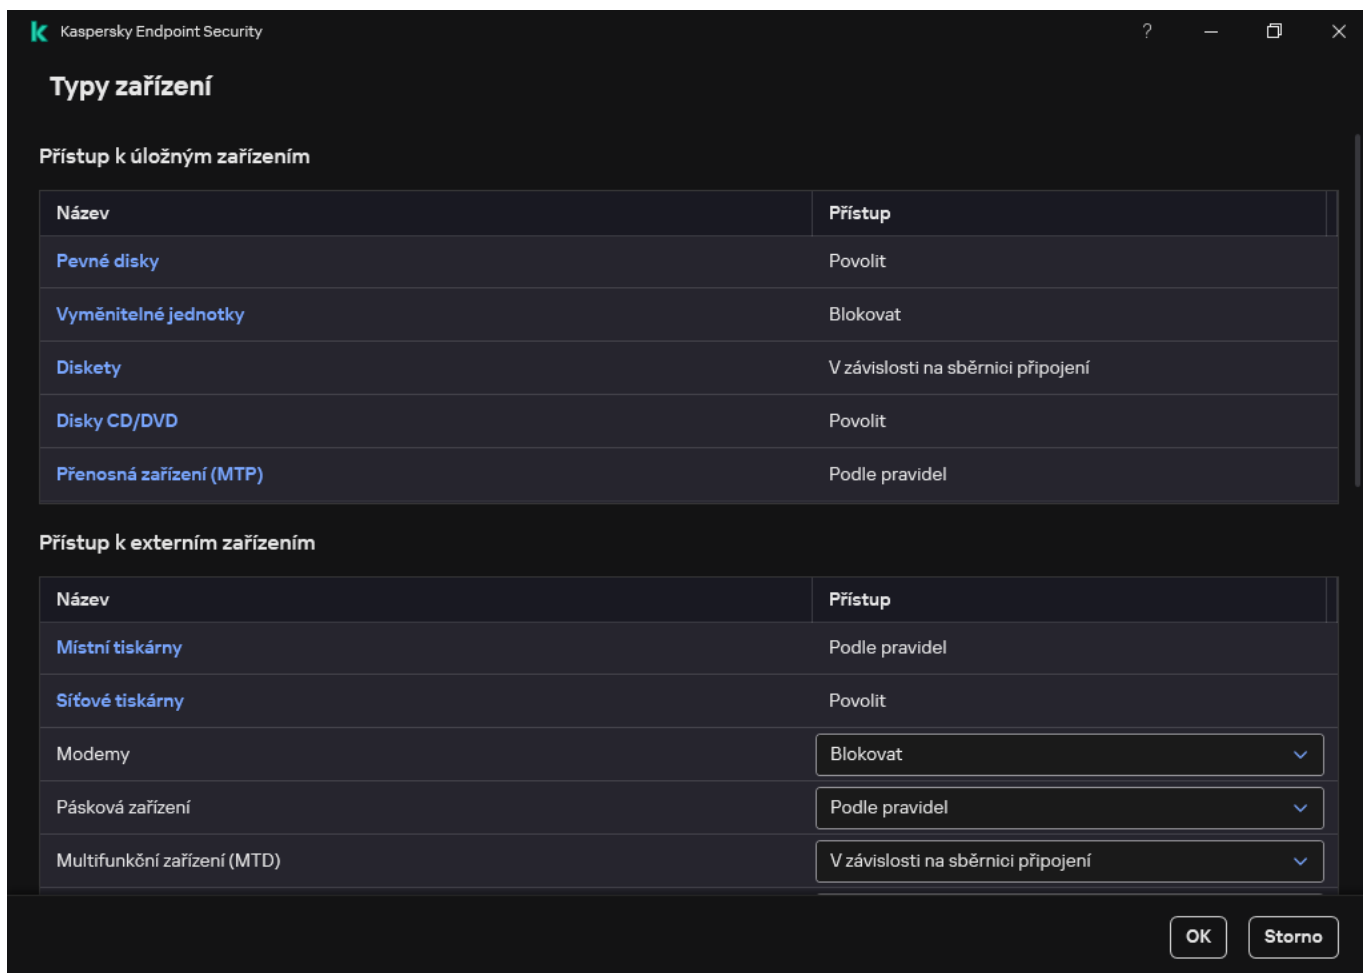 Kaspersky Endpoint Security
Typy zařízení
Přístup k úložným zařízením
Název Přístup
Pevné disky Povolit
Vyměnitelné jednotky Blokovat
Diskety V závislosti na sběrnici připojení
Disky CD/DVD Povolit
Přenosná zařízení (MTP) Podle pravidel
Přístup k externím zařízením
Název Přístup
Místní tiskárny Podle pravidel
Síťové tiskárny Povolit
Modemy Blokovat
Pásková zařízení Podle pravidel
Multifunkční zařízení (MTD) V závislosti na sběrnici připojení
OK Storno